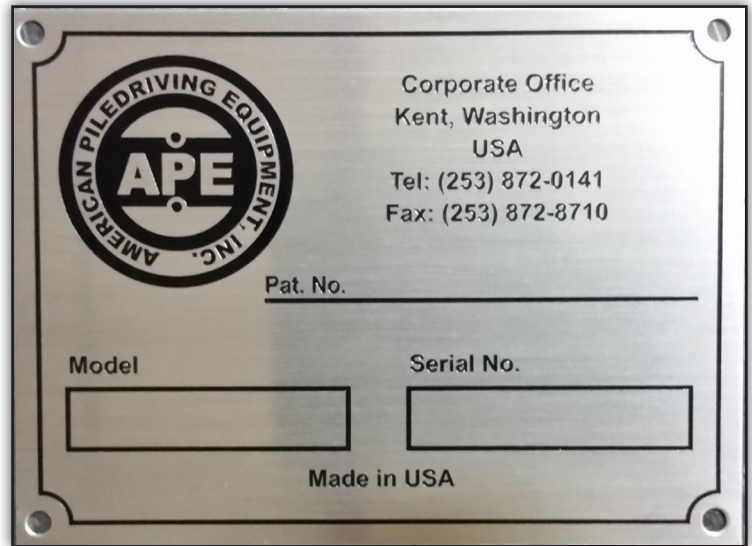 AMERICAN PILEDRIVING EQUIPMENT, INC.
APE
Corporate Office
Kent, Washington
USA
Tel: (253) 872-0141
Fax: (253) 872-8710
Pat. No.
Model
Serial No.
Made in USA